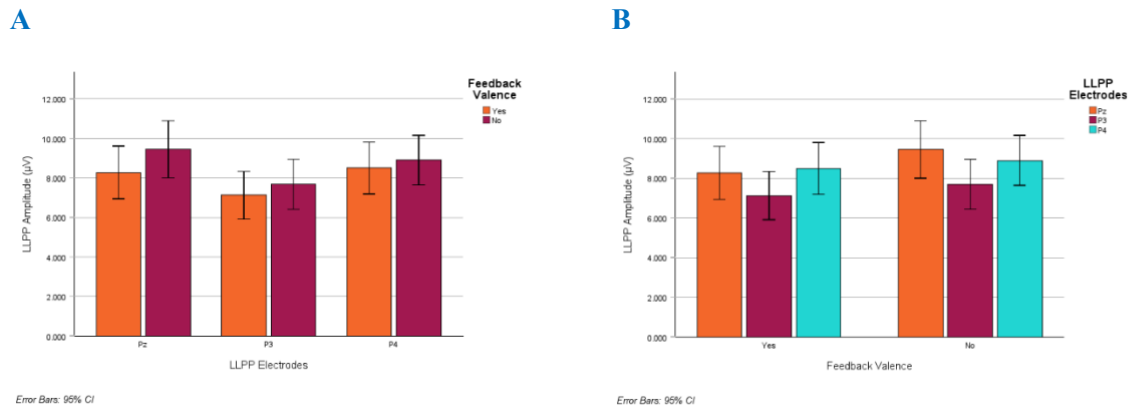 A
Feedback
Valence
Yes
No
12.000
10.000
8.000
6.000
4.000
2.000
0.000
LLPP Amplitude (µV)
Pz
P3
P4
LLPP Electrodes
Error Bars: 95% CI
B
LLPP
Electrodes
Pz
P3
P4
12.000
10.000
8.000
6.000
4.000
2.000
0.000
LLPP Amplitude (µV)
Yes
No
Feedback Valence
Error Bars: 95% CI